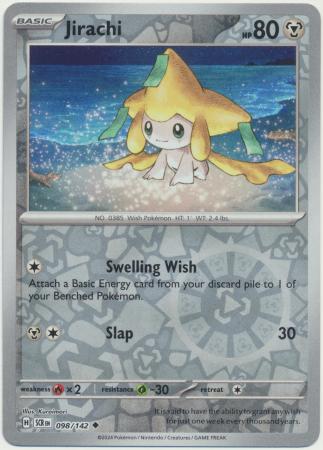 BASIC
Jirachi
HP 80
NO. 0385 Wish Pokémon HT: 1' WT: 2.4 lbs.
Swelling Wish
Attach a Basic Energy card from your discard pile to 1 of
your Benched Pokémon.
Slap 30
weakness ×2 resistance -30 retreat
Illus. Kuroimori
H SCR EN 098/142 ◆
It is said to have the ability to grant any wish
for just one week every thousand years.
©2024 Pokémon / Nintendo / Creatures / GAME FREAK